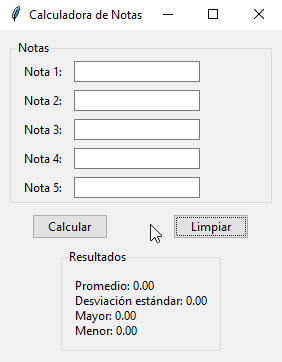 Calculadora de Notas
Notas
Nota 1:
Nota 2:
Nota 3:
Nota 4:
Nota 5:
Calcular Limpiar
Resultados
Promedio: 0.00
Desviación estándar: 0.00
Mayor: 0.00
Menor: 0.00